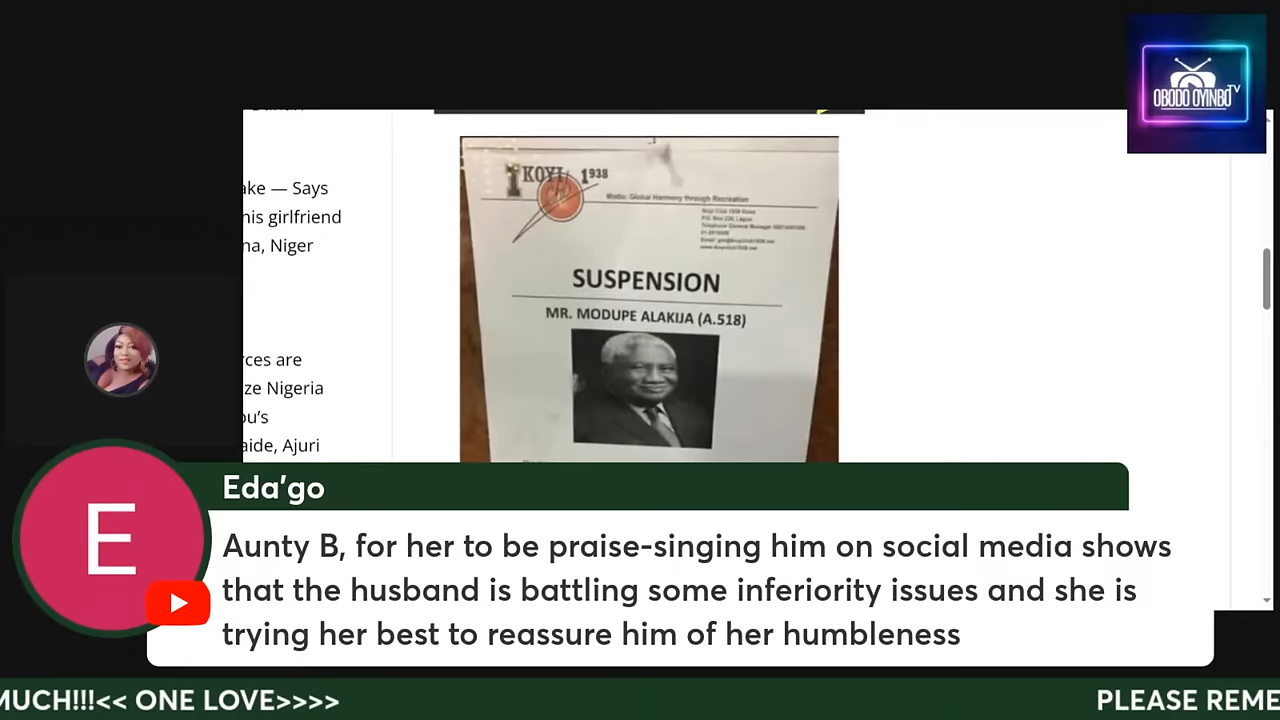 OBODO OYINBO TV
ake — Says
his girlfriend
na, Niger
IKOYI 1938
Motto: Global Harmony through Recreation
SUSPENSION
MR. MODUPE ALAKIJA (A.518)
rces are
ze Nigeria
bu’s
aide, Ajuri
E
Eda’go
Aunty B, for her to be praise-singing him on social media shows
that the husband is battling some inferiority issues and she is
trying her best to reassure him of her humbleness
MUCH!!!<< ONE LOVE>>>>
PLEASE REME